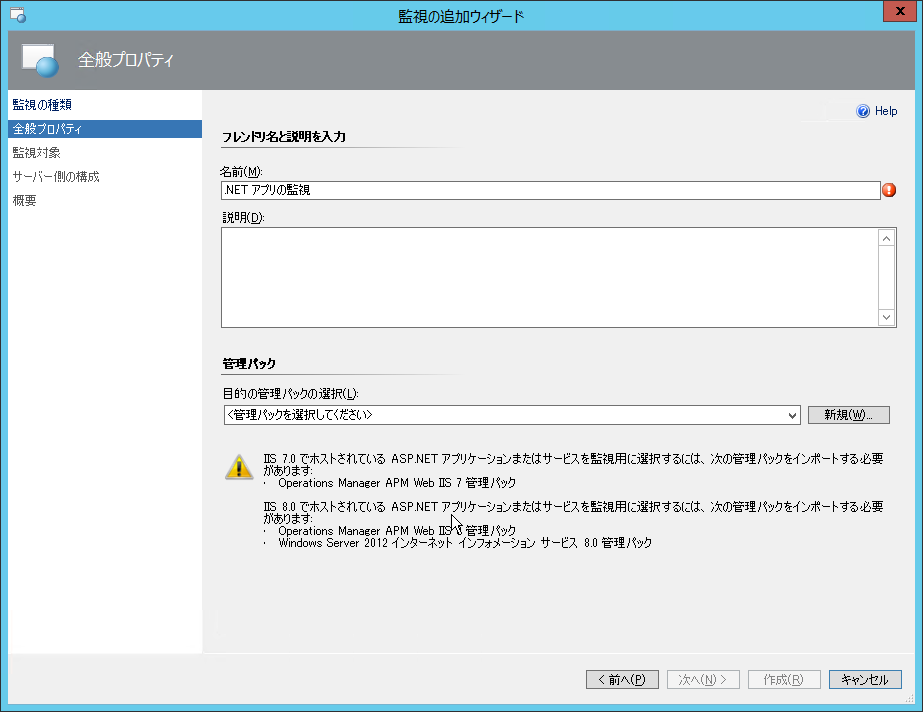 監視の追加ウィザード
x
全般プロパティ
監視の種類
全般プロパティ
監視対象
サーバー側の構成
概要
Help
フレンドリ名と説明を入力
名前(M):
.NET アプリの監視
説明(D):
管理パック
目的の管理パックの選択(L):
<管理パックを選択してください>
新規(W)...
IIS 7.0 でホストされている ASP.NET アプリケーションまたはサービスを監視用に選択するには、次の管理パックをインポートする必要
があります:
· Operations Manager APM Web IIS 7 管理パック
IIS 8.0 でホストされている ASP.NET アプリケーションまたはサービスを監視用に選択するには、次の管理パックをインポートする必要
があります:
· Operations Manager APM Web IIS 8 管理パック
· Windows Server 2012 インターネット インフォメーション サービス 8.0 管理パック
< 前へ(P)
次へ(N) >
作成(R)
キャンセル